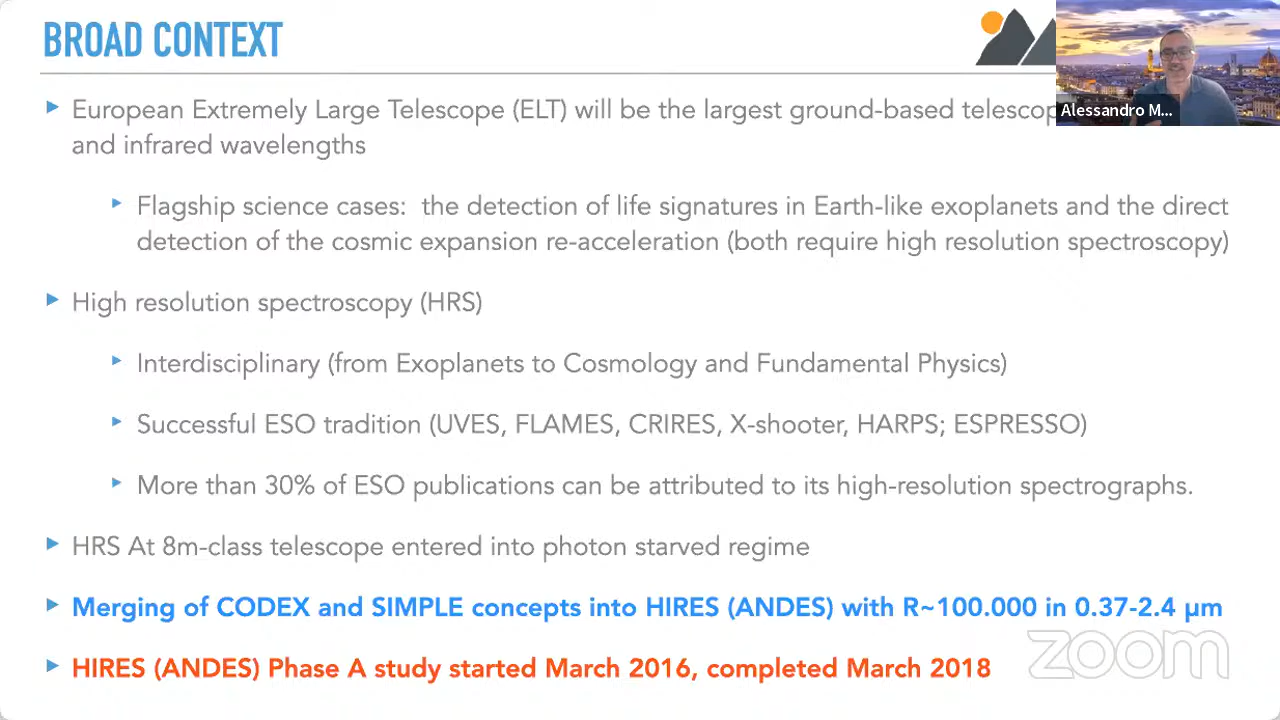 BROAD CONTEXT
Alessandro M...
European Extremely Large Telescope (ELT) will be the largest ground-based
and infrared wavelengths
Flagship science cases: the detection of life signatures in Earth-like exoplanets and the direct
detection of the cosmic expansion re-acceleration (both require high resolution spectroscopy)
High resolution spectroscopy (HRS)
Interdisciplinary (from Exoplanets to Cosmology and Fundamental Physics)
Successful ESO tradition (UVES, FLAMES, CRIRES, X-shooter, HARPS; ESPRESSO)
More than 30% of ESO publications can be attributed to its high-resolution spectrographs.
HRS At 8m-class telescope entered into photon starved regime
Merging of CODEX and SIMPLE concepts into HIRES (ANDES) with R~100.000 in 0.37-2.4 µm
zoom
HIRES (ANDES) Phase A study started March 2016, completed March 2018